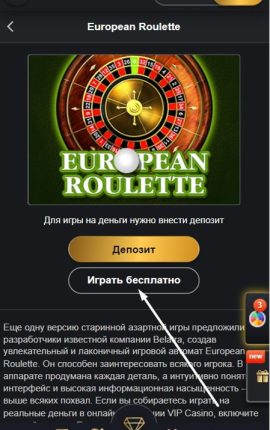 European Roulette
EUROPEAN
ROULETTE
Для игры на деньги нужно внести депозит
Депозит
Играть бесплатно
3
new
Еще одну версию старинной азартной игры предложили
разработчики известной компании Belatra, создав
увлекательный и лаконичный игровой автомат European
Roulette. Он способен заинтересовать всякого игрока. В
аппарате продумана каждая деталь, а интуитивно понят
интерфейс и высокая информационная насыщенность –
выше всяких похвал. Если вы собираетесь играть на
реальные деньги в онлайн
нии VIP Casino, включите